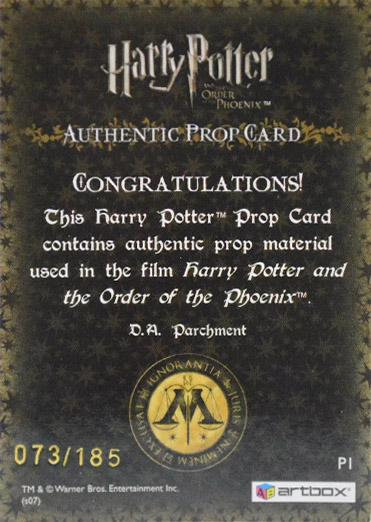 Harry Potter
AND THE
ORDER OF THE
PHOENIX™
AUTHENTIC PROP CARD
CONGRATULATIONS!
This Harry Potter™ Prop Card
contains authentic prop material
used in the film Harry Potter and
the Order of the Phoenix™.
D.A. Parchment
IGNORANTIA JURIS NEMINEM EXCUSAT
M
073/185
P1
TM & © Warner Bros. Entertainment Inc.
(s07)
artbox